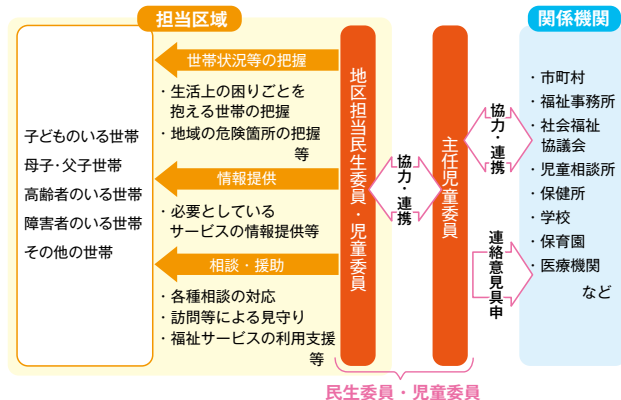 担当区域
関係機関
子どものいる世帯
母子・父子世帯
高齢者のいる世帯
障害者のいる世帯
その他の世帯
世帯状況等の把握
・生活上の困りごとを
抱える世帯の把握
・地域の危険箇所の把握
等
情報提供
・必要としている
サービスの情報提供等
相談・援助
・各種相談の対応
・訪問等による見守り
・福祉サービスの利用支援
等
地区担当民生委員・児童委員
協力・連携
主任児童委員
協力・連携
連絡意見具申
・市町村
・福祉事務所
・社会福祉
協議会
・児童相談所
・保健所
・学校
・保育園
・医療機関
など
民生委員・児童委員